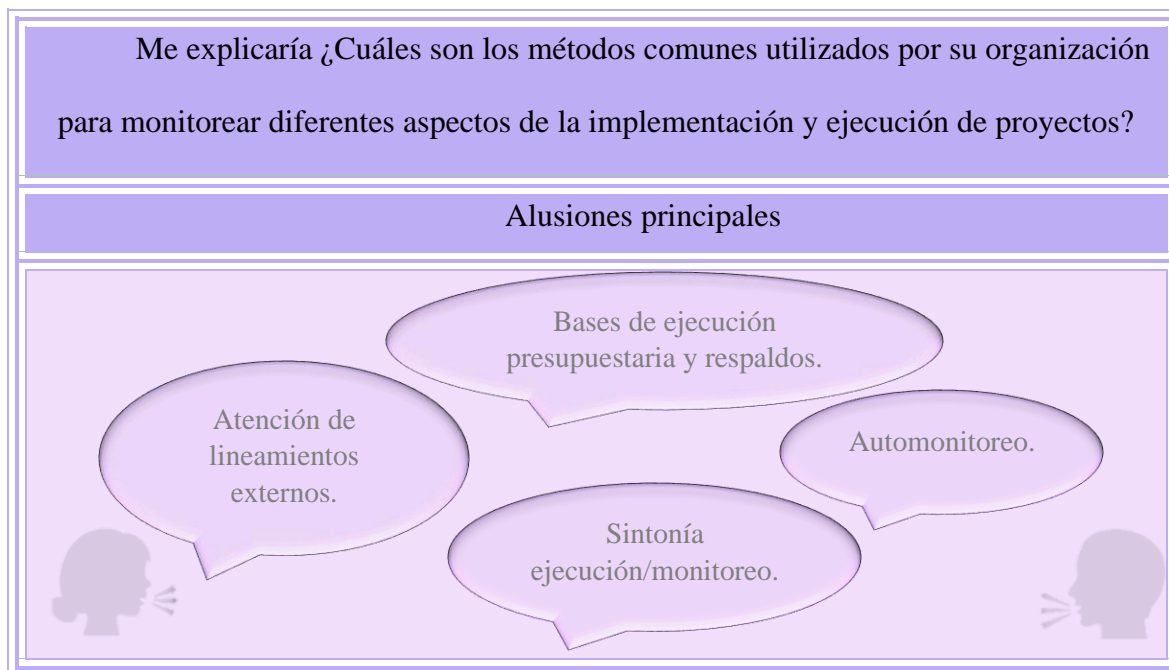 Me explicaría ¿Cuáles son los métodos comunes utilizados por su organización
para monitorear diferentes aspectos de la implementación y ejecución de proyectos?
Alusiones principales
Bases de ejecución
presupuestaria y respaldos.
Atención de
lineamientos
externos.
Automonitoreo.
Sintonía
ejecución/monitoreo.